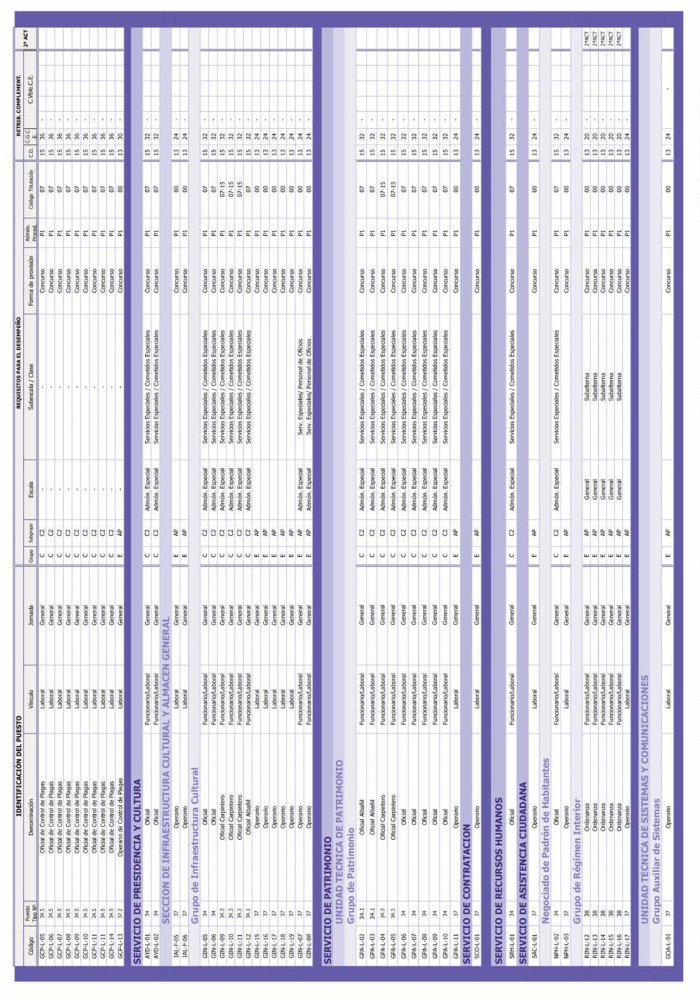 IDENTIFICACIÓN DEL PUESTO REQUISITOS PARA EL DESEMPEÑO RETRIB. COMPLEMENT. 2ª ACT
Código Puesto Tipo Nº Denominación Vínculo Jornada Grupo Subgrupo Escala Subescala / Clase Forma de provisión Admón. Proced. Código Titulación C.D. C.G.C.E. C.Vble.C.E.
GCP-L-05 34.5 Oficial de Control de Plagas Laboral General C C2 - - Concurso P1 07 15 36 -
GCP-L-06 34.5 Oficial de Control de Plagas Laboral General C C2 - - Concurso P1 07 15 36 -
GCP-L-07 34.5 Oficial de Control de Plagas Laboral General C C2 - - Concurso P1 07 15 36 -
GCP-L-08 34.5 Oficial de Control de Plagas Laboral General C C2 - - Concurso P1 07 15 36 -
GCP-L-09 34.5 Oficial de Control de Plagas Laboral General C C2 - - Concurso P1 07 15 36 -
GCP-L-10 34.5 Oficial de Control de Plagas Laboral General C C2 - - Concurso P1 07 15 36 -
GCP-L-11 34.5 Oficial de Control de Plagas Laboral General C C2 - - Concurso P1 07 15 36 -
GCP-L-11 34.5 Oficial de Control de Plagas Laboral General C C2 - - Concurso P1 07 15 36 -
GCP-L-14 34.5 Oficial de Control de Plagas Laboral General C C2 - - Concurso P1 07 15 36 -
GCP-L-13 37.2 Operario de Control de Plagas Laboral General E AP - - Concurso P1 00 13 30 -
SERVICIO DE PRESIDENCIA Y CULTURA
AYD-L-01 34 Oficial Funcionario/Laboral General C C2 Admón. Especial Servicios Especiales / Cometidos Especiales Concurso P1 07 15 32 -
AYD-L-02 34 Oficial Funcionario/Laboral General C C2 Admón. Especial Servicios Especiales / Cometidos Especiales Concurso P1 07 15 32 -
SECCION DE INFRAESTRUCTURA CULTURAL Y ALMACEN GENERAL
IAL-F-05 37 Operario Laboral General E AP Concurso P1 00 13 24 -
IAL-F-06 37 Operario Laboral General E AP Concurso P1 00 13 24 -
Grupo de Infraestructura Cultural
GIN-L-05 34 Oficial Funcionario/Laboral General C C2 Admón. Especial Servicios Especiales / Cometidos Especiales Concurso P1 07 15 32 -
GIN-L-06 34 Oficial Funcionario/Laboral General C C2 Admón. Especial Servicios Especiales / Cometidos Especiales Concurso P1 07 15 32 -
GIN-L-09 34.3 Oficial Carpintero Funcionario/Laboral General C C2 Admón. Especial Servicios Especiales / Cometidos Especiales Concurso P1 07-15 15 32 -
GIN-L-10 34.3 Oficial Carpintero Funcionario/Laboral General C C2 Admón. Especial Servicios Especiales / Cometidos Especiales Concurso P1 07-15 15 32 -
GIN-L-11 34.3 Oficial Carpintero Funcionario/Laboral General C C2 Admón. Especial Servicios Especiales / Cometidos Especiales Concurso P1 07-15 15 32 -
GIN-L-12 34.1 Oficial Albañil Funcionario/Laboral General C C2 Admón. Especial Servicios Especiales / Cometidos Especiales Concurso P1 07 15 32 -
GIN-L-15 37 Operario Laboral General E AP Concurso P1 00 13 24 -
GIN-L-16 37 Operario Laboral General E AP Concurso P1 00 13 24 -
GIN-L-17 37 Operario Laboral General E AP Concurso P1 00 13 24 -
GIN-L-18 37 Operario Laboral General E AP Concurso P1 00 13 24 -
GIN-L-19 37 Operario Laboral General E AP Concurso P1 00 13 24 -
GIN-L-07 37 Operario Funcionario/Laboral General E AP Admón. Especial Serv. Especiales/ Personal de Oficios Concurso P1 00 13 24 -
GIN-L-08 37 Operario Funcionario/Laboral General E AP Admón. Especial Serv. Especiales/ Personal de Oficios Concurso P1 00 13 24 -
SERVICIO DE PATRIMONIO
UNIDAD TECNICA DE PATRIMONIO
Grupo de Patrimonio
GPA-L-02 34.1 Oficial Albañil Funcionario/Laboral General C C2 Admón. Especial Servicios Especiales / Cometidos Especiales Concurso P1 07 15 32 -
GPA-L-03 34.1 Oficial Albañil Funcionario/Laboral General C C2 Admón. Especial Servicios Especiales / Cometidos Especiales Concurso P1 07 15 32 -
GPA-L-04 34.3 Oficial Carpintero Funcionario/Laboral General C C2 Admón. Especial Servicios Especiales / Cometidos Especiales Concurso P1 07-15 15 32 -
GPA-L-05 34.3 Oficial Carpintero Funcionario/Laboral General C C2 Admón. Especial Servicios Especiales / Cometidos Especiales Concurso P1 07-15 15 32 -
GPA-L-06 34 Oficial Funcionario/Laboral General C C2 Admón. Especial Servicios Especiales / Cometidos Especiales Concurso P1 07 15 32 -
GPA-L-07 34 Oficial Funcionario/Laboral General C C2 Admón. Especial Servicios Especiales / Cometidos Especiales Concurso P1 07 15 32 -
GPA-L-08 34 Oficial Funcionario/Laboral General C C2 Admón. Especial Servicios Especiales / Cometidos Especiales Concurso P1 07 15 32 -
GPA-L-09 34 Oficial Funcionario/Laboral General C C2 Admón. Especial Servicios Especiales / Cometidos Especiales Concurso P1 07 15 32 -
GPA-L-10 34 Oficial Funcionario/Laboral General C C2 Admón. Especial Servicios Especiales / Cometidos Especiales Concurso P1 07 15 32 -
GPA-L-11 37 Operario Laboral General E AP Concurso P1 00 13 24 -
SERVICIO DE CONTRATACION
SCO-L-01 37 Operario Laboral General E AP Concurso P1 00 13 24 -
SERVICIO DE RECURSOS HUMANOS
SRH-L-01 34 Oficial Funcionario/Laboral General C C2 Admón. Especial Servicios Especiales / Cometidos Especiales Concurso P1 07 15 32 -
SERVICIO DE ASISTENCIA CIUDADANA
SAC-L-01 37 Operario Laboral General E AP Concurso P1 00 13 24 -
Negociado de Padrón de Habitantes
NPH-L-02 34 Oficial Funcionario/Laboral General C C2 Admón. Especial Servicios Especiales / Cometidos Especiales Concurso P1 07 15 32 -
NPH-L-03 37 Operario Laboral General E AP Concurso P1 00 13 24 -
Grupo de Régimen Interior
RIN-L-12 38 Ordenanza Funcionario/Laboral General E AP General Subalterna Concurso P1 00 13 20 - 2ªACT
RIN-L-13 38 Ordenanza Funcionario/Laboral General E AP General Subalterna Concurso P1 00 13 20 - 2ªACT
RIN-L-14 38 Ordenanza Funcionario/Laboral General E AP General Subalterna Concurso P1 00 13 20 - 2ªACT
RIN-L-15 38 Ordenanza Funcionario/Laboral General E AP General Subalterna Concurso P1 00 13 20 - 2ªACT
RIN-L-16 38 Ordenanza Funcionario/Laboral General E AP General Subalterna Concurso P1 00 13 20 - 2ªACT
RIN-L-17 37 Operario Laboral General E AP Concurso P1 00 13 24 -
UNIDAD TECNICA DE SISTEMAS Y COMUNICACIONES
Grupo Auxiliar de Sistemas
GOA-L-01 37 Operario Laboral General E AP Concurso P1 00 13 24 -